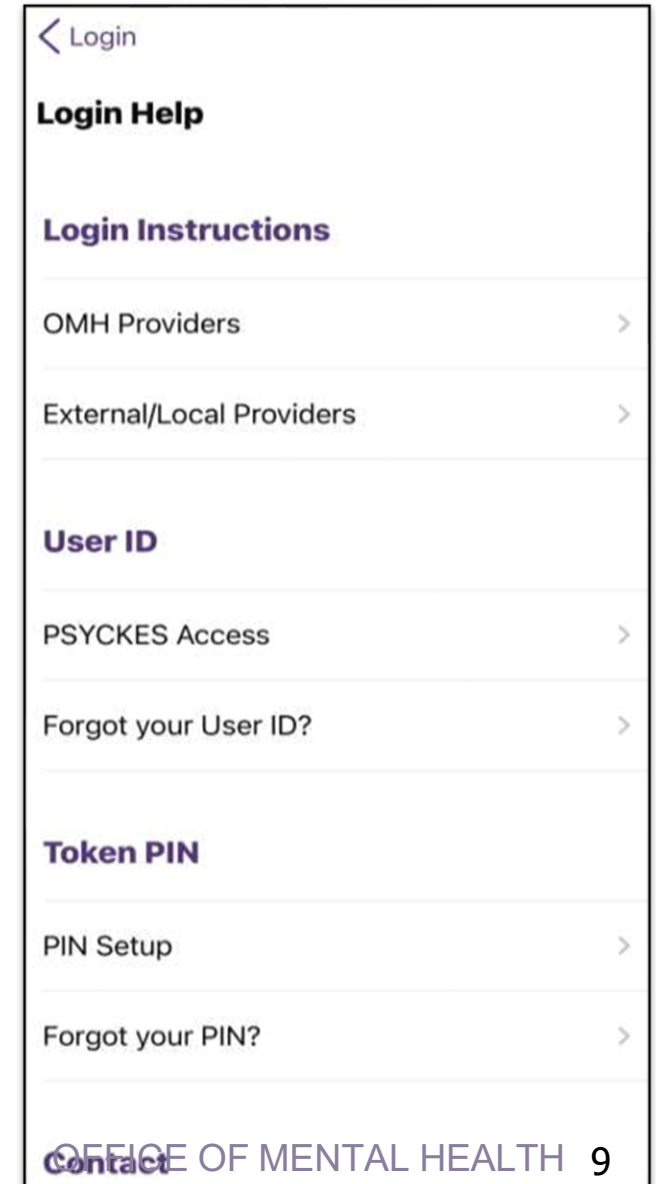 Login
Login Help
Login Instructions
OMH Providers
External/Local Providers
User ID
PSYCKES Access
Forgot your User ID?
Token PIN
PIN Setup
Forgot your PIN?
Contact
OFFICE OF MENTAL HEALTH 9